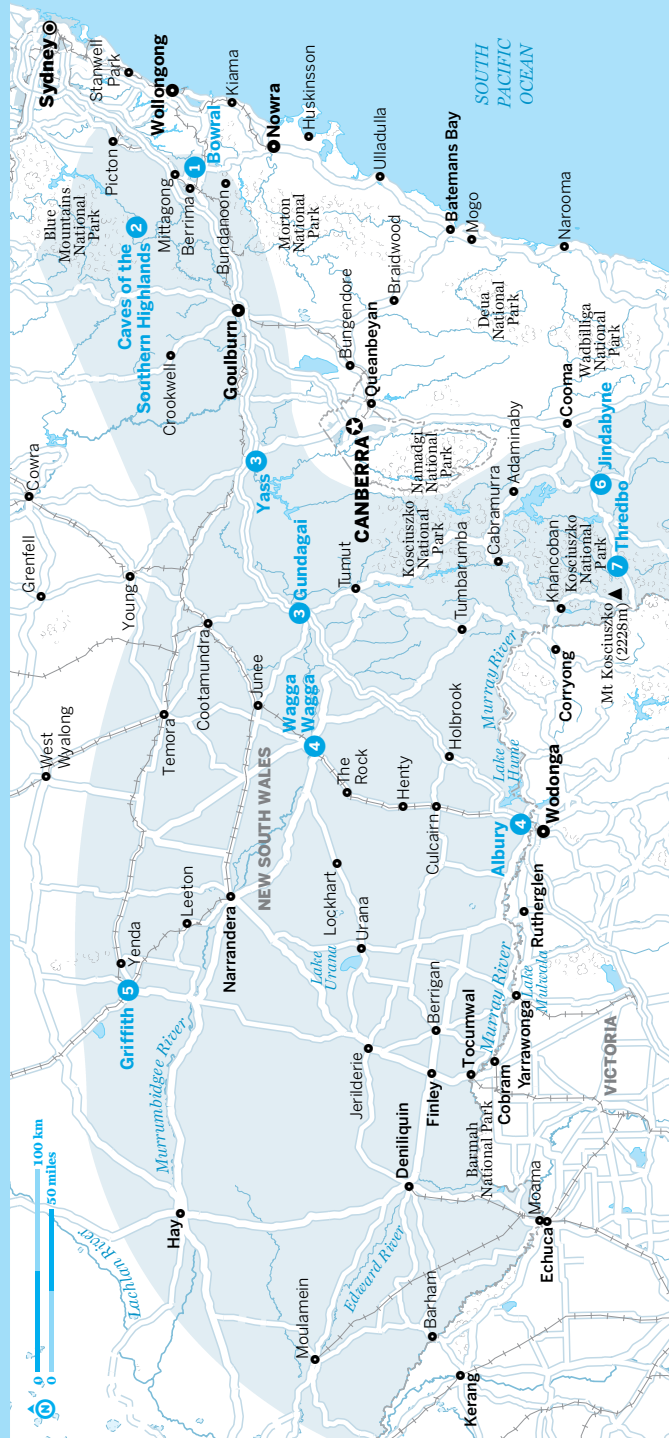 0
100 km
0
50 miles
N
Lachlan River
Hay
Murrumbidgee River
Griffith
5
Yenda
Leeton
Narrandera
West
Wyalong
Temora
Grenfell
Young
Cowra
Cootamundra
Junee
NEW SOUTH WALES
Crookwell
Goulburn
Yass
3
Gundagai
3
Wagga
Wagga
4
Caves of the
Southern Highlands
2
Blue
Mountains
National
Park
Picton
Mittagong
Berrima
Bundanoon
1
Bowral
Sydney
Stanwell
Park
Wollongong
Kiama
Nowra
Huskinsson
Ulladulla
Morton
National
Park
SOUTH
PACIFIC
OCEAN
Batemans Bay
Mogo
Narooma
Braidwood
Bungendore
Queanbeyan
CANBERRA
Namadgi
National
Park
Deua
National
Park
Wadbilliga
National
Park
Cooma
Adaminaby
6
Jindabyne
7
Thredbo
Kosciuszko
National
Park
Kosciuszko
National
Park
Mt Kosciuszko
(2228m)
Khancoban
Cabramurra
Tumut
Tumbarumba
Corryong
Murray River
Holbrook
Lake
Hume
The
Rock
Henty
Culcairn
Albury
4
Wodonga
Rutherglen
Lockhart
Urana
Lake
Urana
Jerilderie
Berrigan
Finley
Tocumwal
Murray River
Lake
Mulwala
Yarrawonga
Cobram
VICTORIA
Barmah
National Park
Deniliquin
Edward River
Moulamein
Barham
Kerang
Moama
Echuca